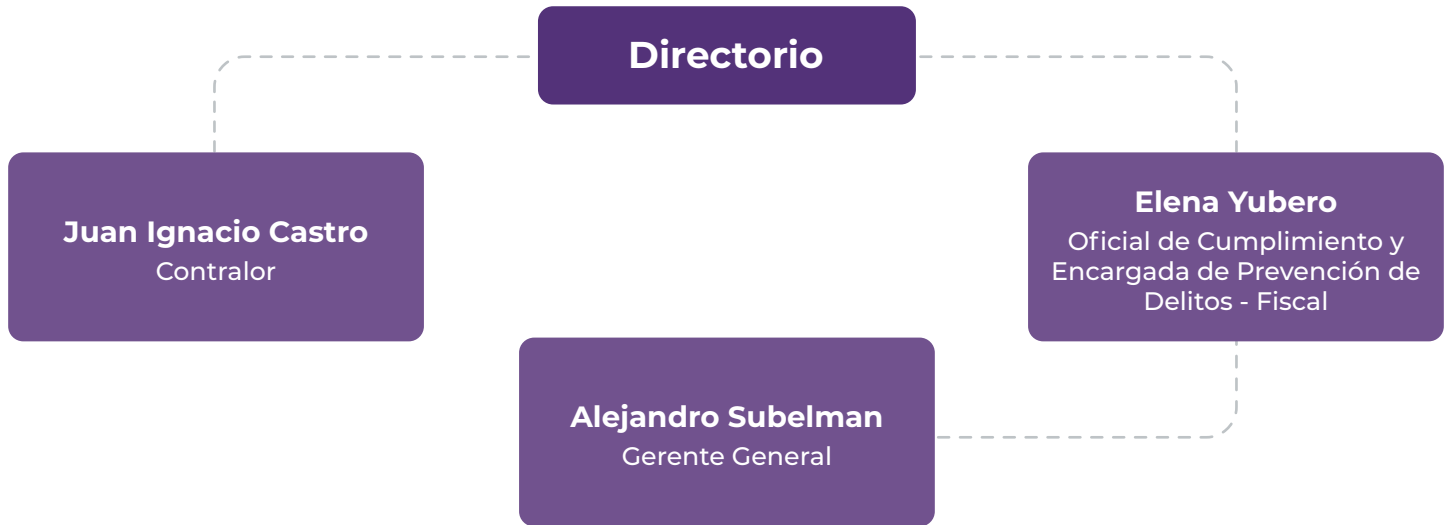 Directorio
Juan Ignacio Castro
Contralor
Elena Yubero
Oficial de Cumplimiento y
Encargada de Prevención de
Delitos - Fiscal
Alejandro Subelman
Gerente General